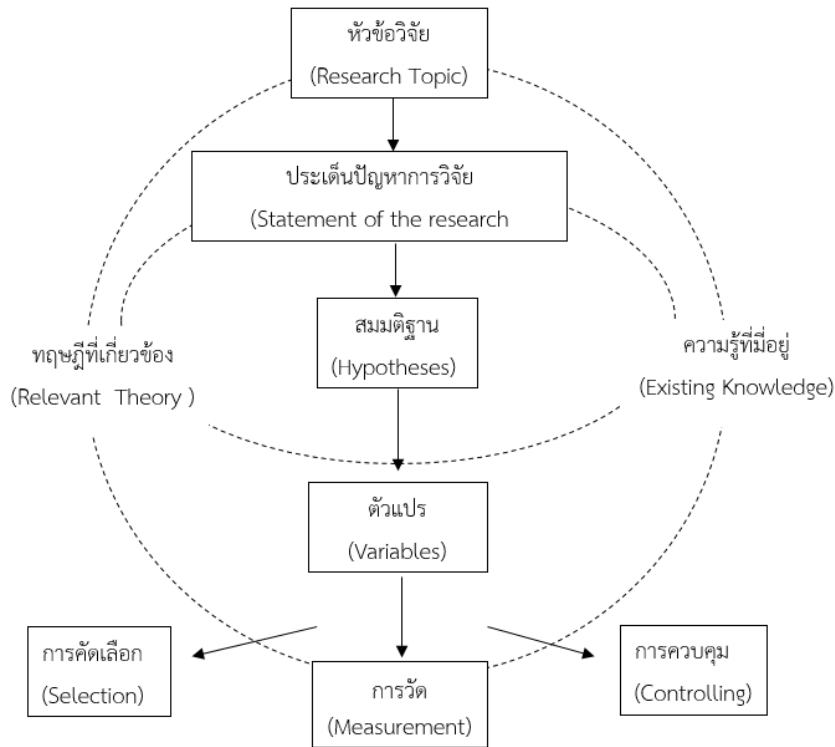 หัวข้อวิจัย
(Research Topic)
ประเด็นปัญหาการวิจัย
(Statement of the research
สมมติฐาน
(Hypotheses)
ทฤษฎีที่เกี่ยวข้อง
(Relevant Theory )
ความรู้ที่มีอยู่
(Existing Knowledge)
ตัวแปร
(Variables)
การคัดเลือก
(Selection)
การวัด
(Measurement)
การควบคุม
(Controlling)